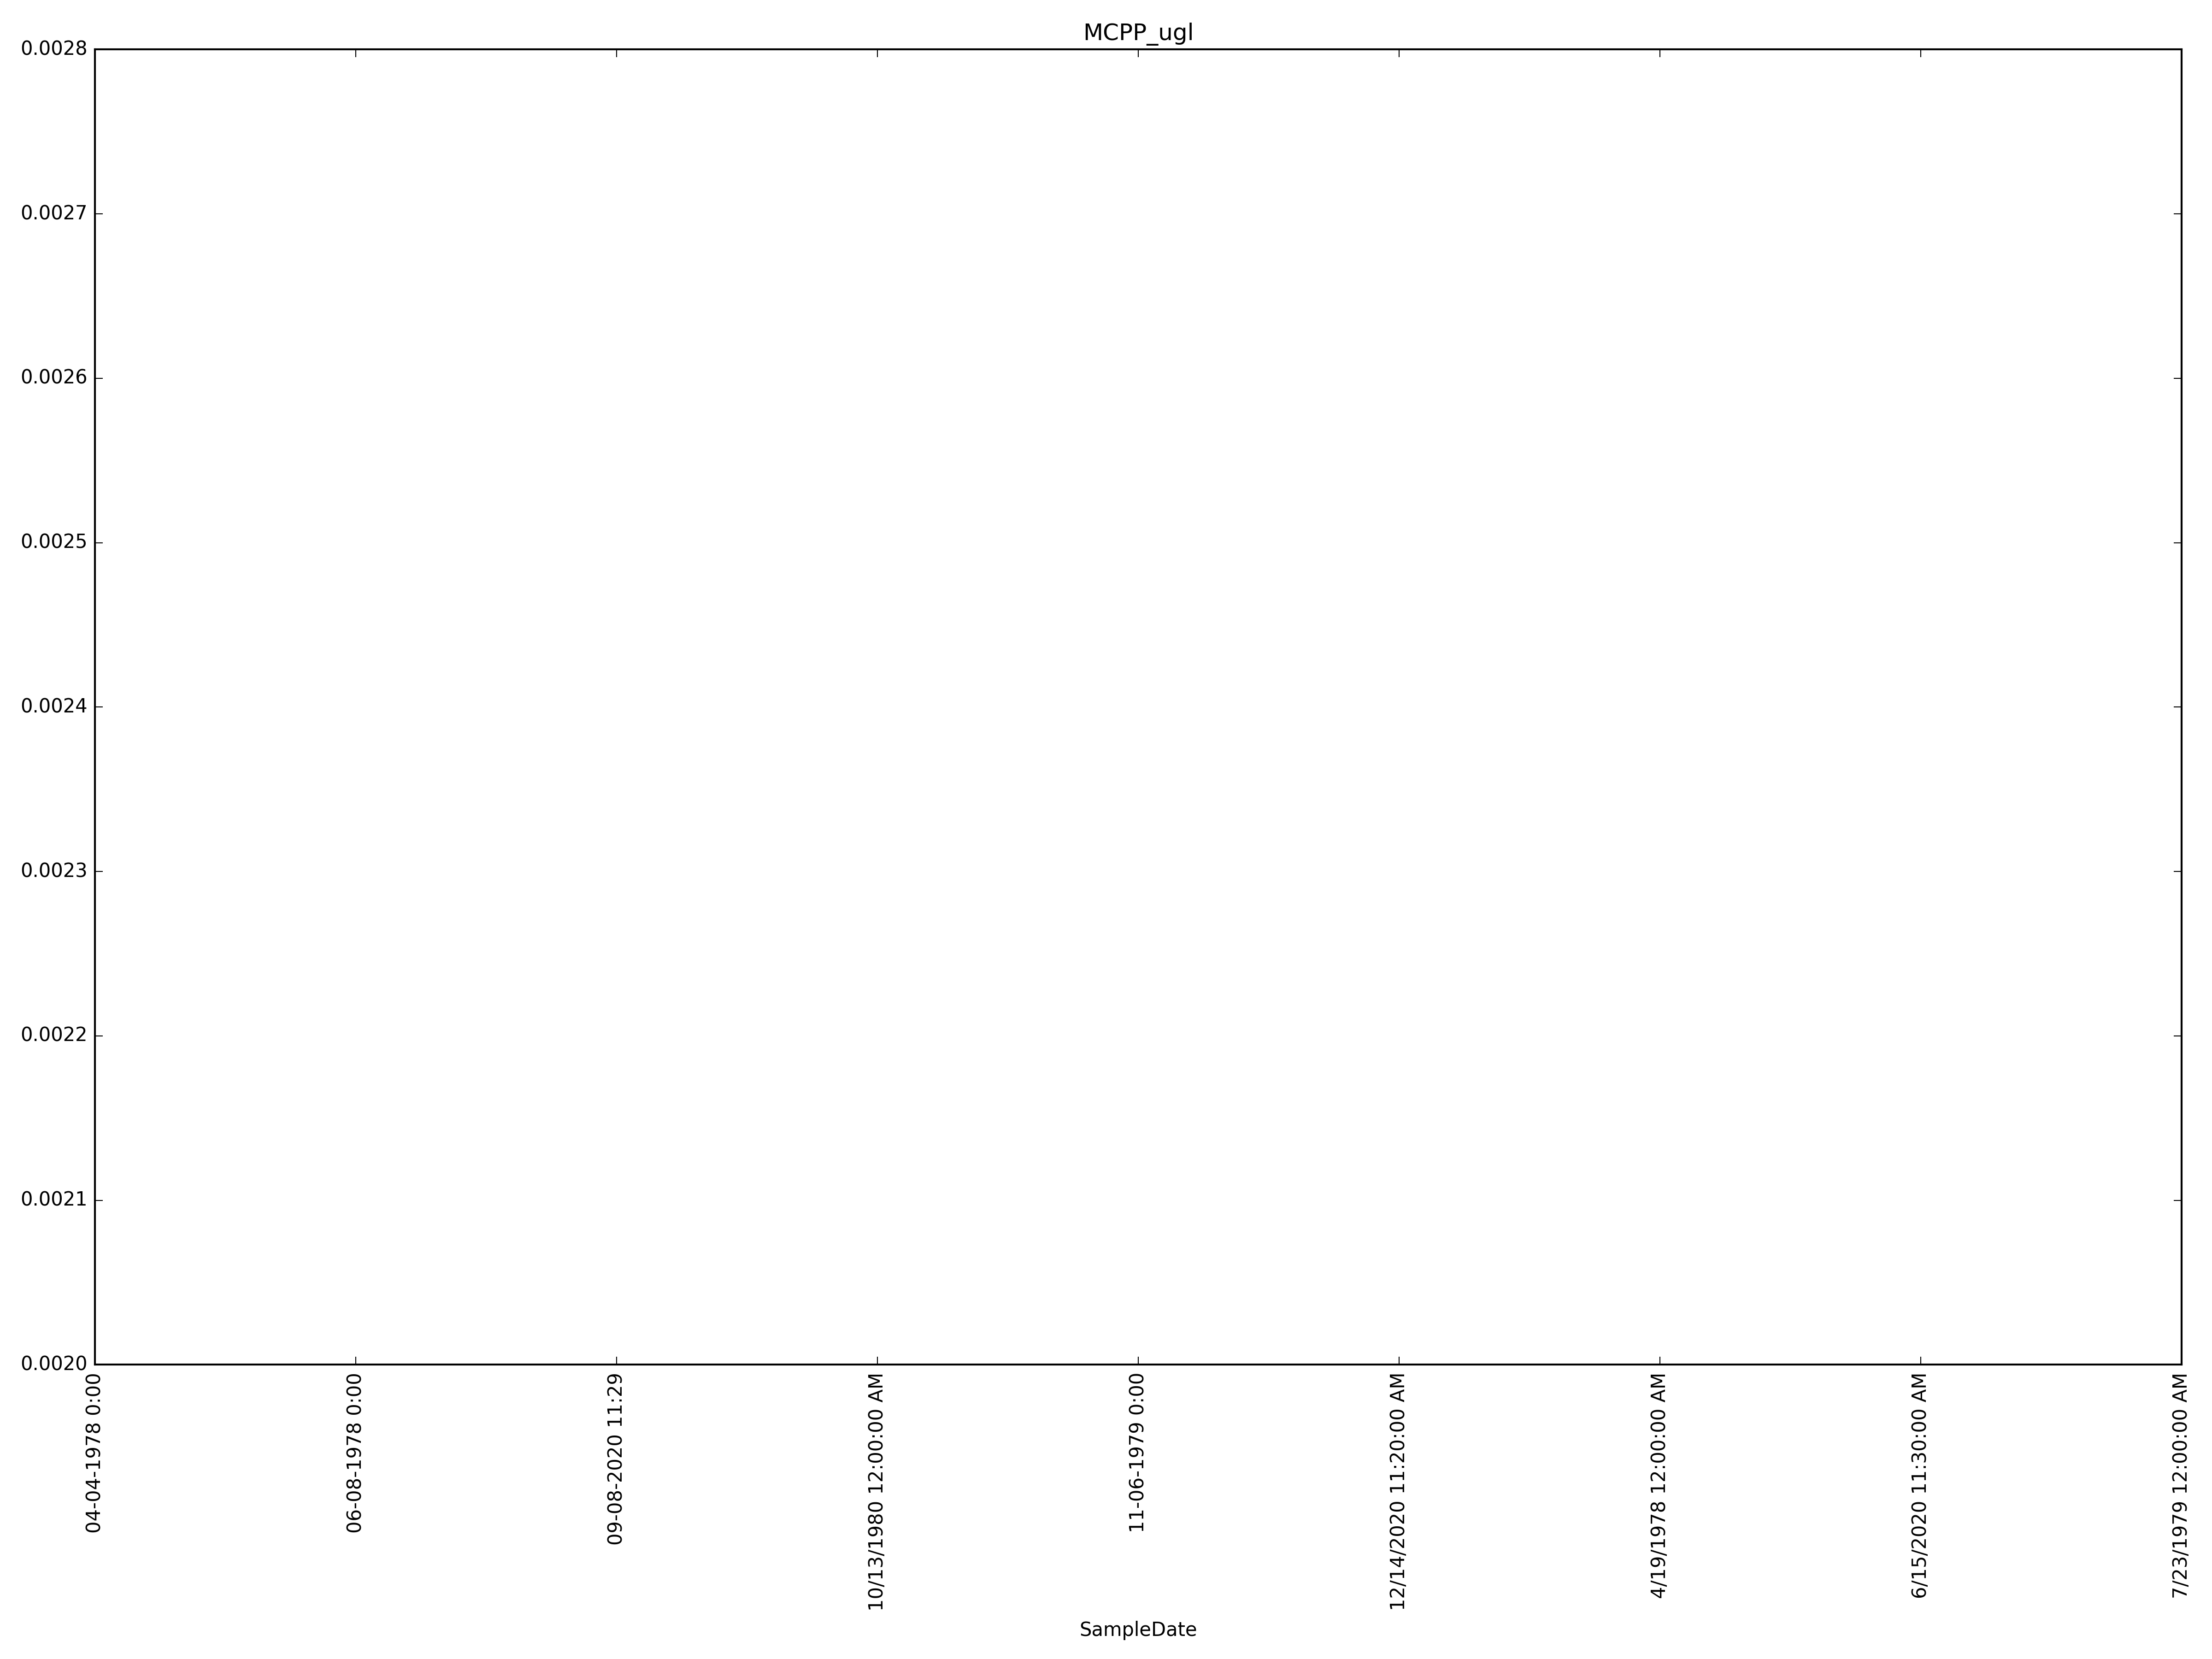 MCPP_ugl
0.0028
0.0027
0.0026
0.0025
0.0024
0.0023
0.0022
0.0021
0.0020
04-04-1978 0:00
06-08-1978 0:00
09-08-2020 11:29
10/13/1980 12:00:00 AM
11-06-1979 0:00
12/14/2020 11:20:00 AM
4/19/1978 12:00:00 AM
6/15/2020 11:30:00 AM
7/23/1979 12:00:00 AM
SampleDate